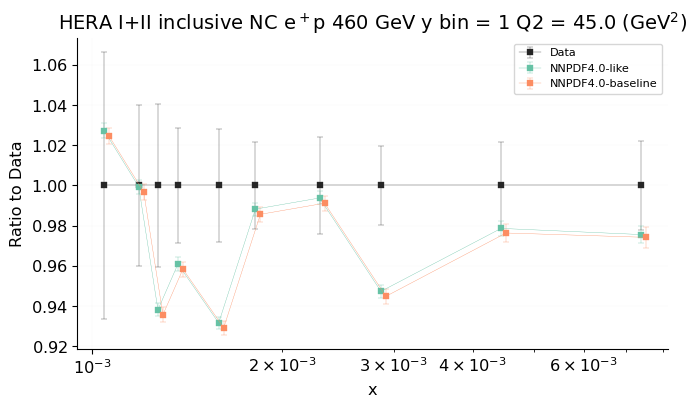 HERA I+II inclusive NC e⁺p 460 GeV y bin = 1 Q2 = 45.0 (GeV²)
Data
NNPDF4.0-like
NNPDF4.0-baseline
Ratio to Data
1.06
1.04
1.02
1.00
0.98
0.96
0.94
0.92
10⁻³
2 × 10⁻³
3 × 10⁻³
4 × 10⁻³
6 × 10⁻³
x